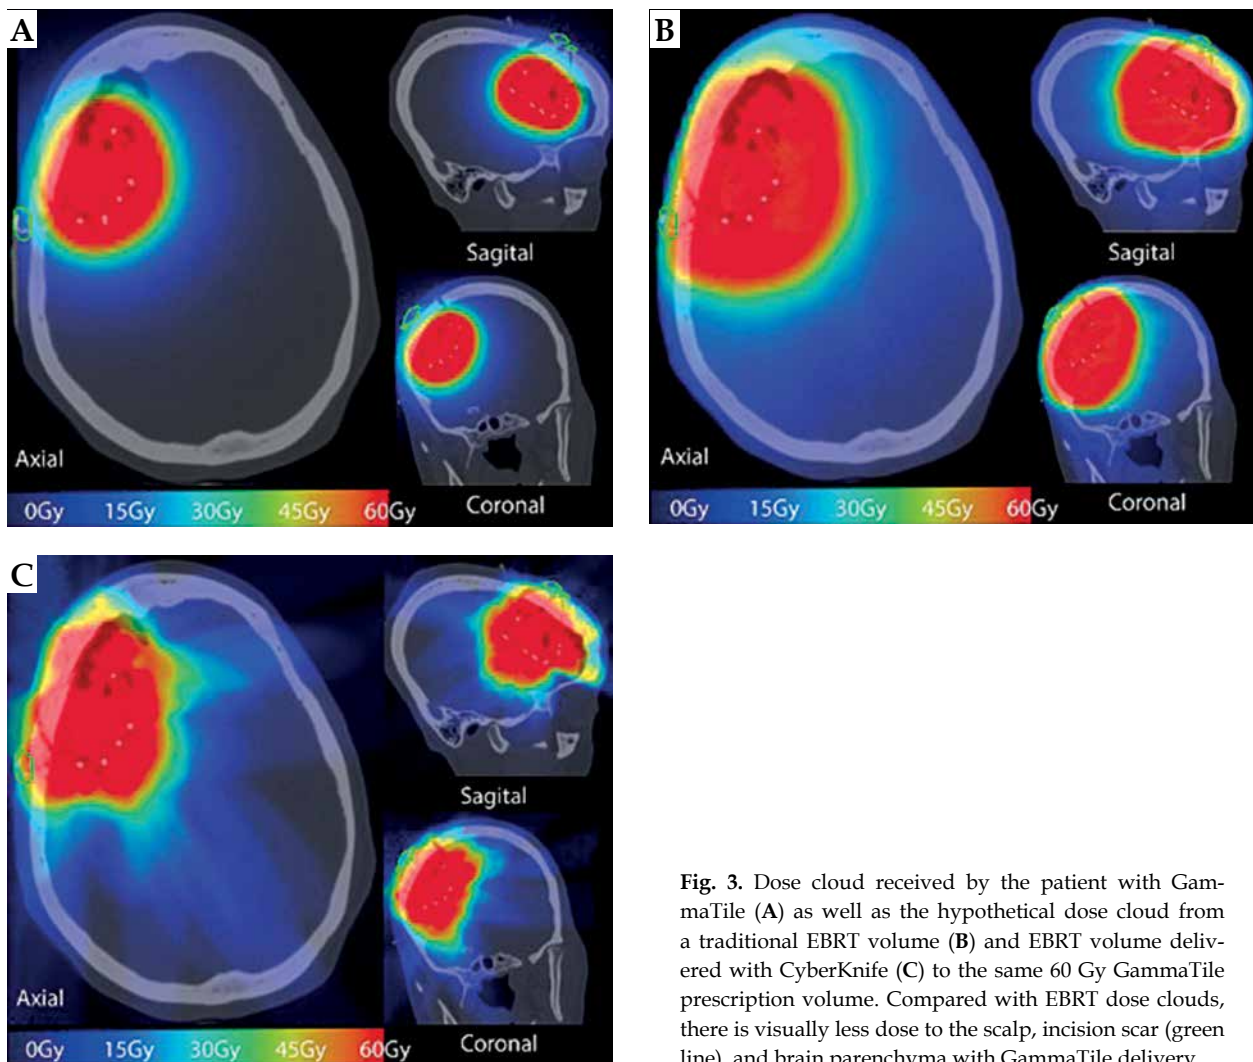 A
Sagital
Axial
Coronal
0Gy 15Gy 30Gy 45Gy 60Gy
B
Sagital
Axial
Coronal
0Gy 15Gy 30Gy 45Gy 60Gy
C
Sagital
Axial
Coronal
0Gy 15Gy 30Gy 45Gy 60Gy
Fig. 3. Dose cloud received by the patient with Gam-
maTile (A) as well as the hypothetical dose cloud from
a traditional EBRT volume (B) and EBRT volume deliv-
ered with CyberKnife (C) to the same 60 Gy GammaTile
prescription volume. Compared with EBRT dose clouds,
there is visually less dose to the scalp, incision scar (green
line), and brain parenchyma with GammaTile delivery